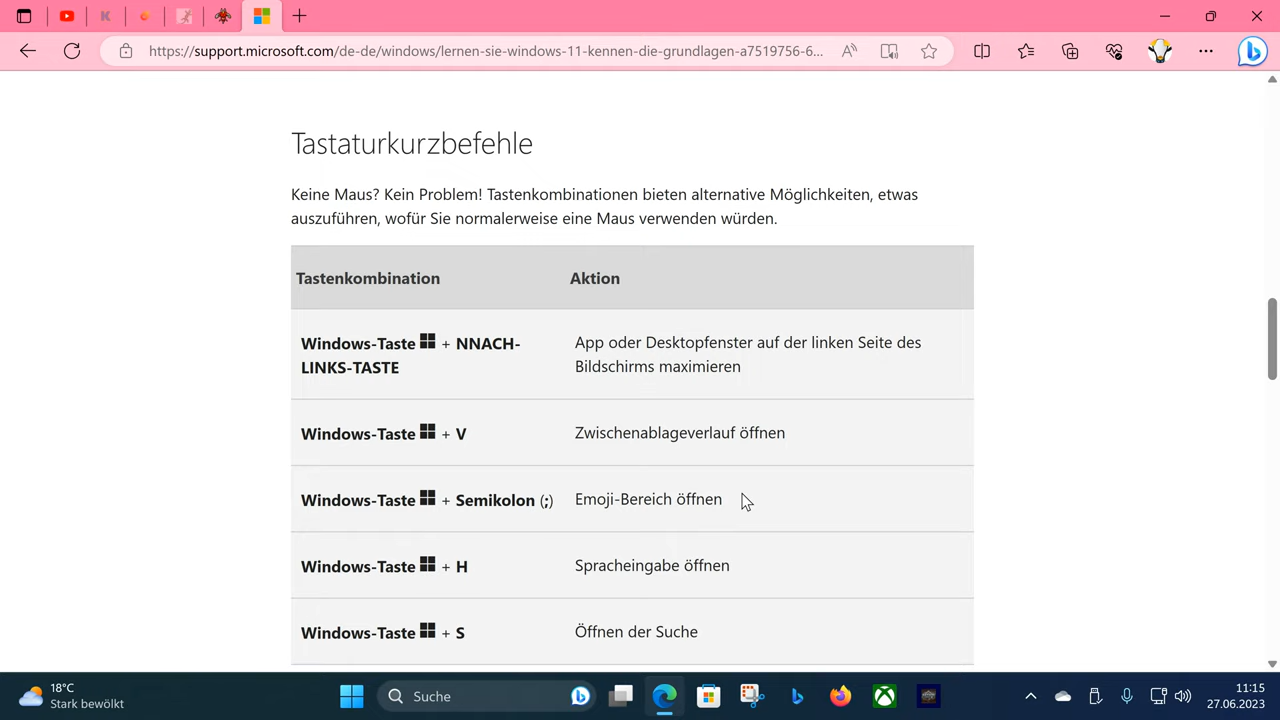 https://support.microsoft.com/de-de/windows/lernen-sie-windows-11-kennen-die-grundlagen-a7519756-6...
Tastaturkurzbefehle
Keine Maus? Kein Problem! Tastenkombinationen bieten alternative Möglichkeiten, etwas
auszuführen, wofür Sie normalerweise eine Maus verwenden würden.
Tastenkombination Aktion
Windows-Taste + NNACH- App oder Desktopfenster auf der linken Seite des
LINKS-TASTE Bildschirms maximieren
Windows-Taste + V Zwischenablageverlauf öffnen
Windows-Taste + Semikolon (;) Emoji-Bereich öffnen
Windows-Taste + H Spracheingabe öffnen
Windows-Taste + S Öffnen der Suche
18°C
Stark bewölkt
Suche
11:15
27.06.2023